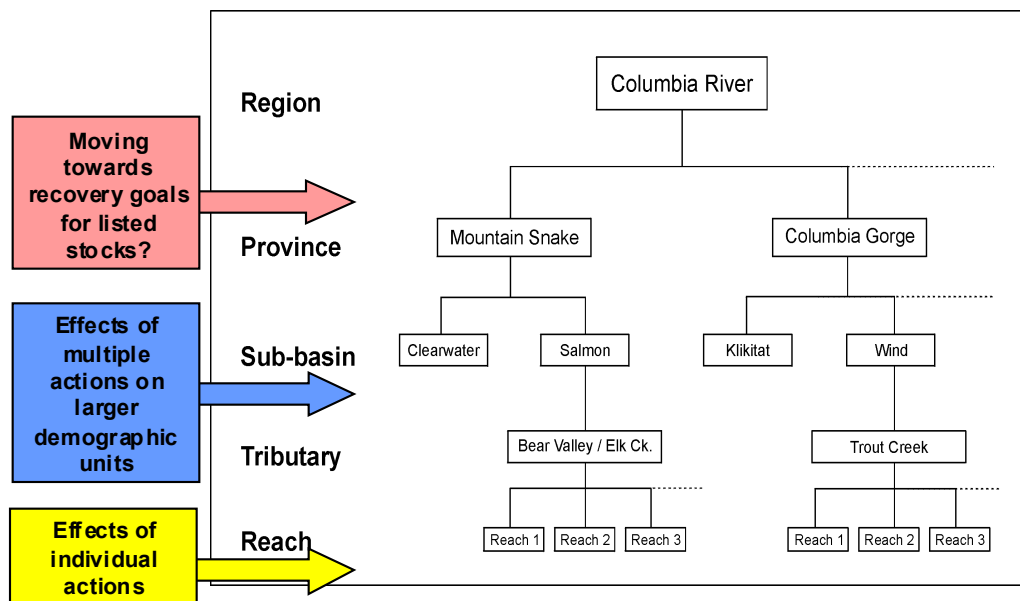 Columbia River
Region
Moving
towards
recovery goals
for listed
stocks?
Mountain Snake
Columbia Gorge
Province
Effects of
multiple
actions on
larger
demographic
units
Clearwater
Salmon
Klikitat
Wind
Sub-basin
Bear Valley / Elk Ck.
Trout Creek
Tributary
Effects of
individual
actions
Reach
Reach 1
Reach 2
Reach 3
Reach 1
Reach 2
Reach 3